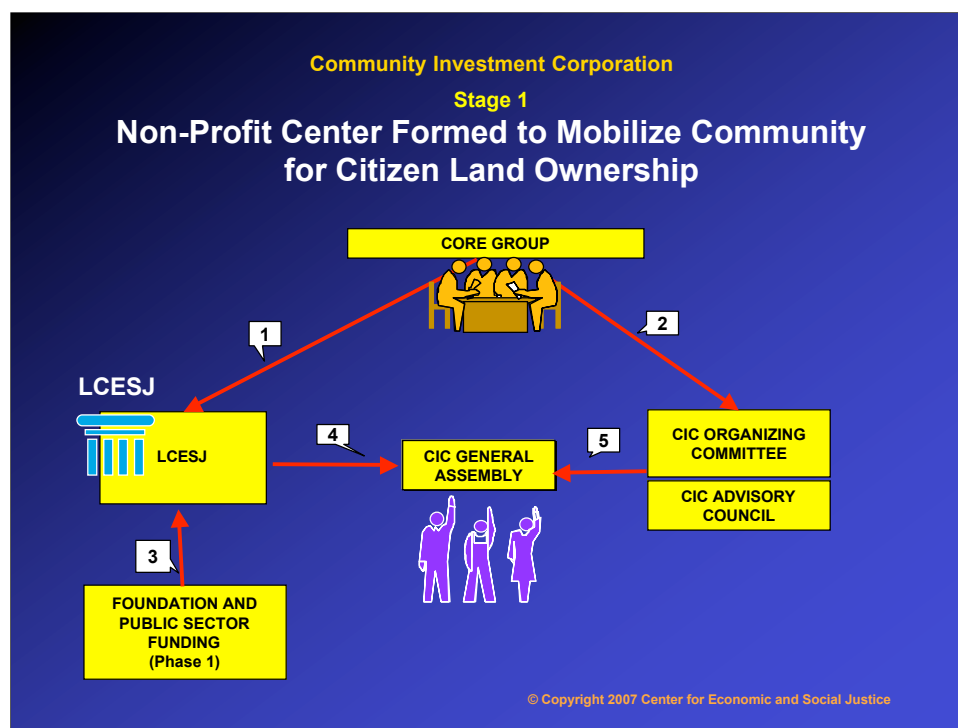 Community Investment Corporation
Stage 1
Non-Profit Center Formed to Mobilize Community
for Citizen Land Ownership
CORE GROUP
1
2
LCESJ
LCESJ
4
CIC GENERAL
ASSEMBLY
5
CIC ORGANIZING
COMMITTEE
CIC ADVISORY
COUNCIL
3
FOUNDATION AND
PUBLIC SECTOR
FUNDING
(Phase 1)
© Copyright 2007 Center for Economic and Social Justice